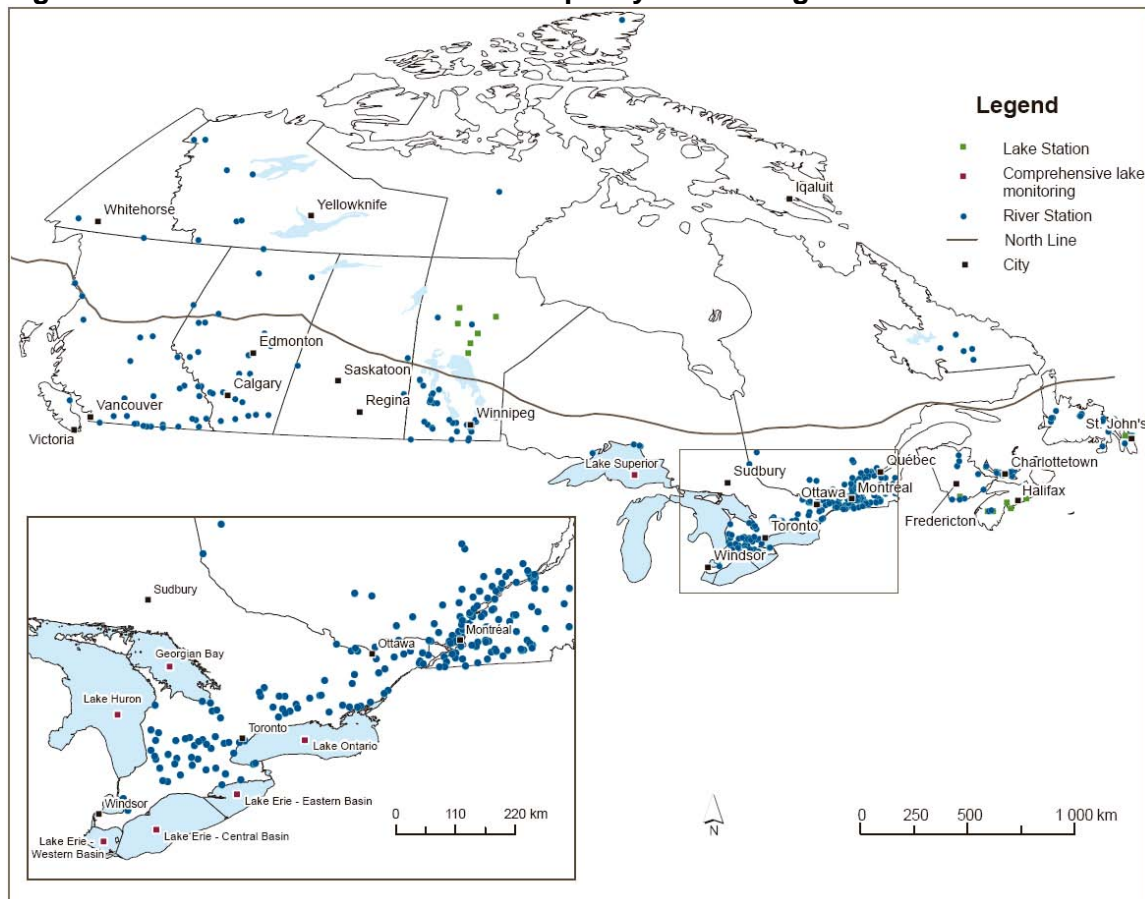 Legend
Lake Station
Comprehensive lake
monitoring
River Station
North Line
City
Iqaluit
Whitehorse
Yellowknife
Edmonton
Saskatoon
Calgary
Regina
Vancouver
Victoria
Winnipeg
St. John's
Lake Superior
Sudbury
Québec
Charlottetown
Ottawa
Montréal
Halifax
Fredericton
Toronto
Windsor
Sudbury
Montréal
Ottawa
Georgian Bay
Lake Huron
Toronto
Lake Ontario
Windsor
Lake Erie - Eastern Basin
Lake Erie - Central Basin
Lake Erie -
Western Basin
0 110 220 km
N
0 250 500 1 000 km